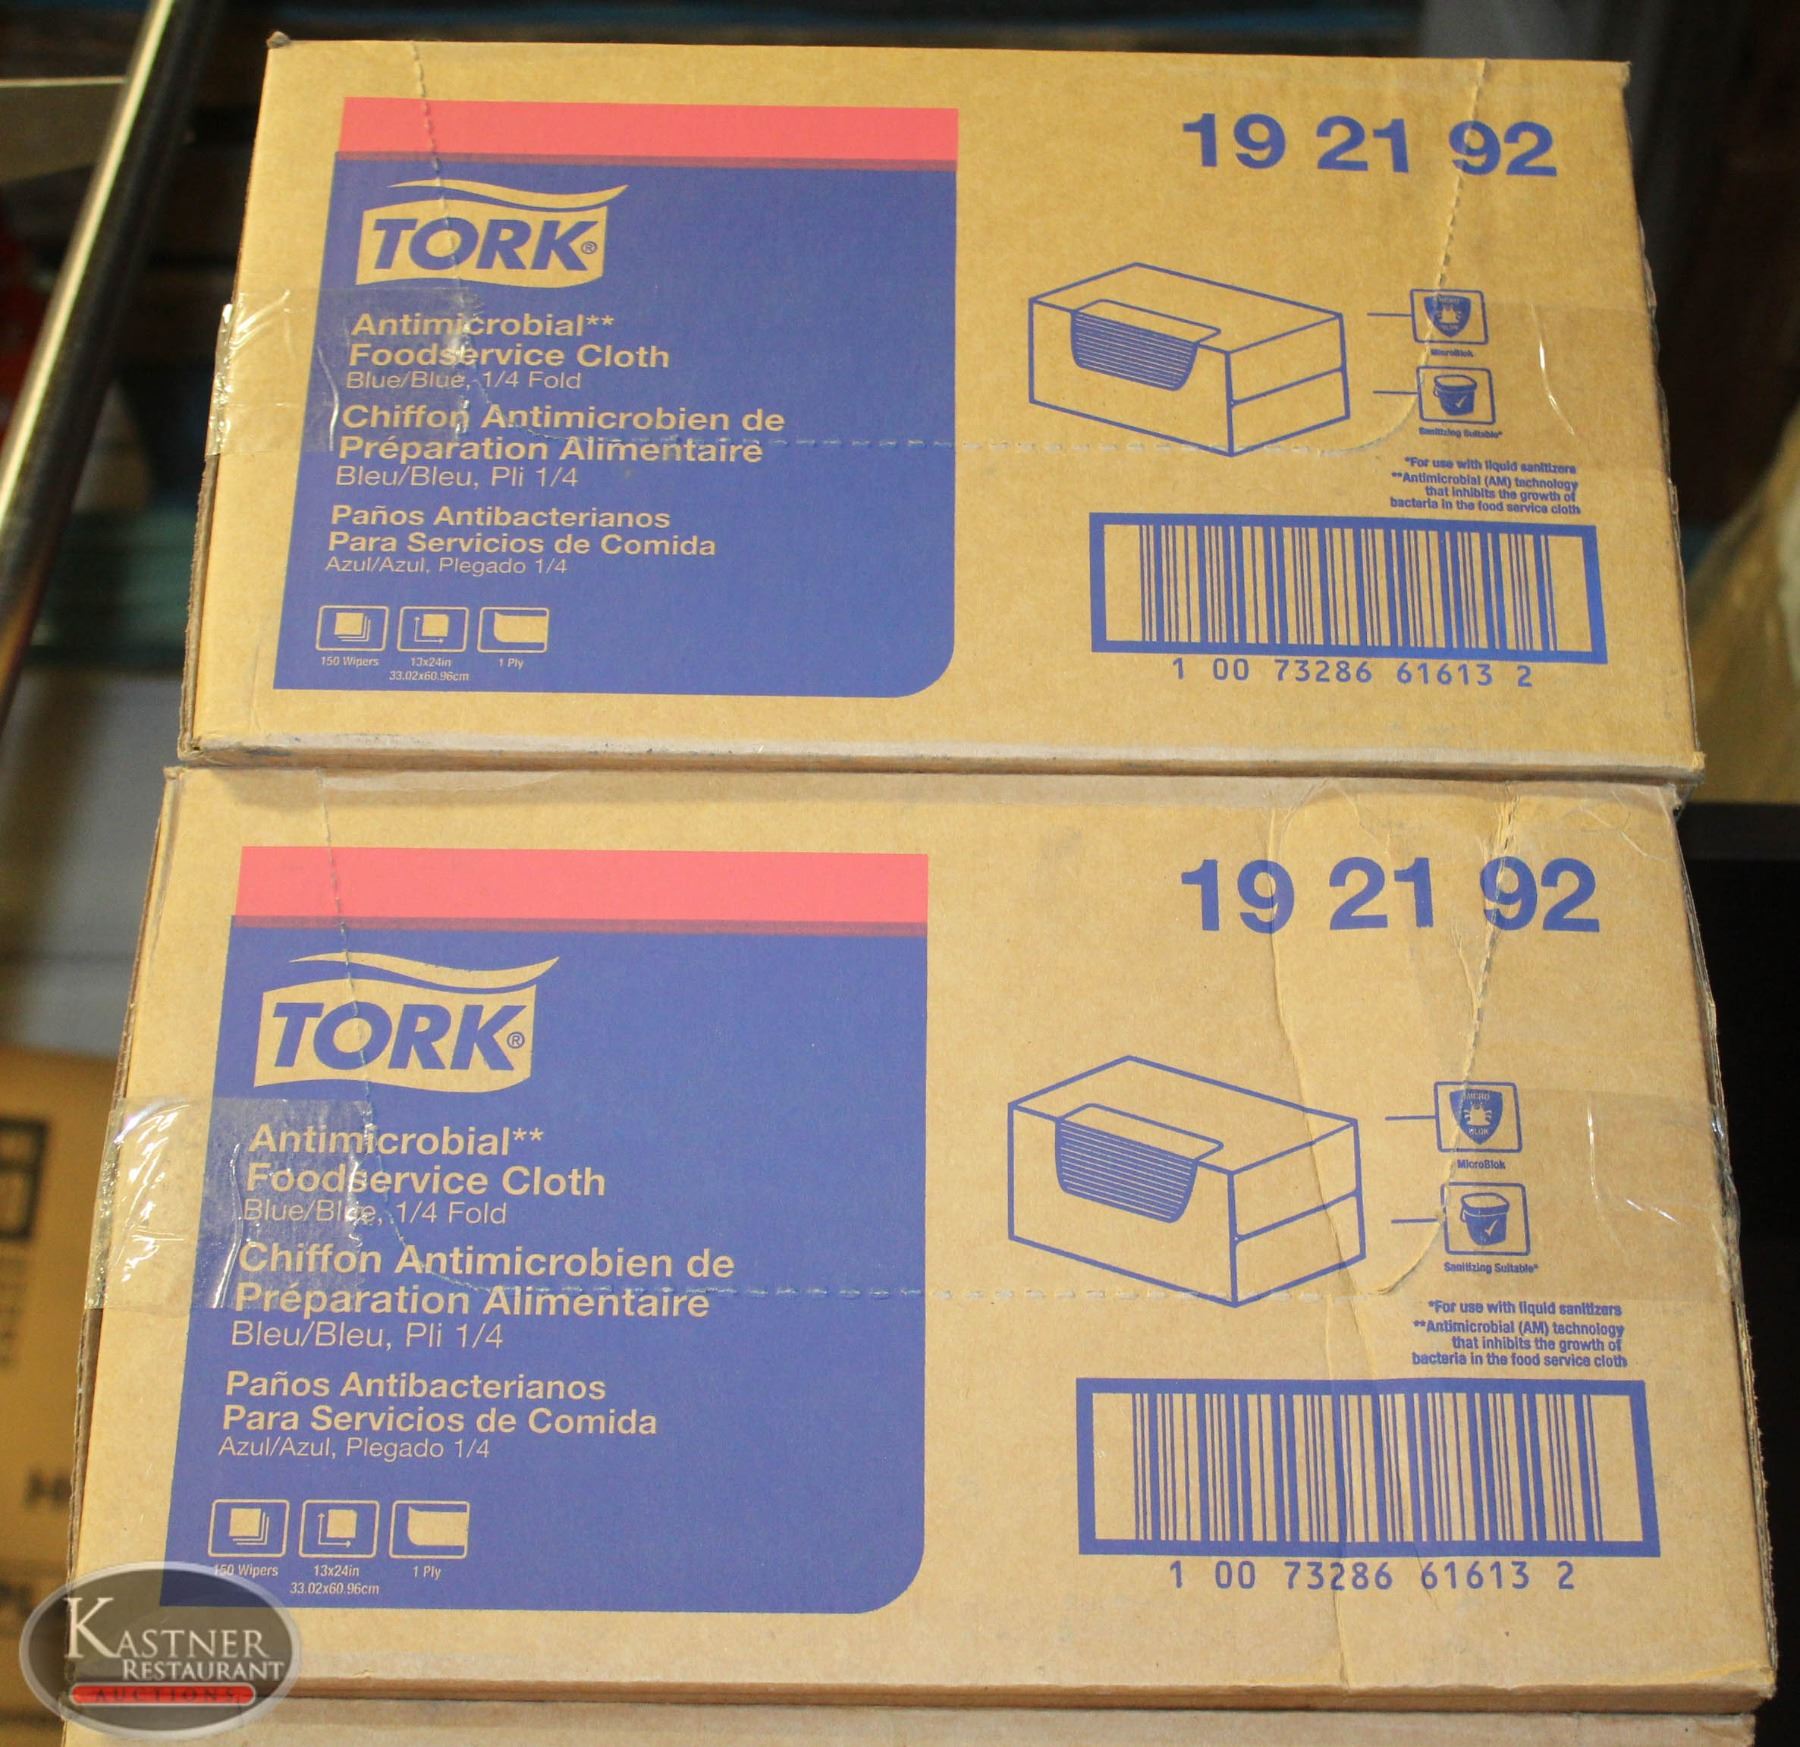 19 21 92
TORK®
Antimicrobial**
Foodservice Cloth
Blue/Blue, 1/4 Fold
Chiffon Antimicrobien de
Préparation Alimentaire
Bleu/Bleu, Pli 1/4
Paños Antibacterianos
Para Servicios de Comida
Azul/Azul, Plegado 1/4
150 Wipers 13x24in 1 Ply
33.02x60.96cm
MicroBlok
Sanitizing Suitable*
*For use with liquid sanitizers
**Antimicrobial (AM) technology
that inhibits the growth of
bacteria in the food service cloth
1 00 73286 61613 2
19 21 92
TORK®
Antimicrobial**
Foodservice Cloth
Blue/Blue, 1/4 Fold
Chiffon Antimicrobien de
Préparation Alimentaire
Bleu/Bleu, Pli 1/4
Paños Antibacterianos
Para Servicios de Comida
Azul/Azul, Plegado 1/4
150 Wipers 13x24in 1 Ply
33.02x60.96cm
MICRO
BLOK
MicroBlok
Sanitizing Suitable*
*For use with liquid sanitizers
**Antimicrobial (AM) technology
that inhibits the growth of
bacteria in the food service cloth
1 00 73286 61613 2
KASTNER
RESTAURANT
AUCTIONS